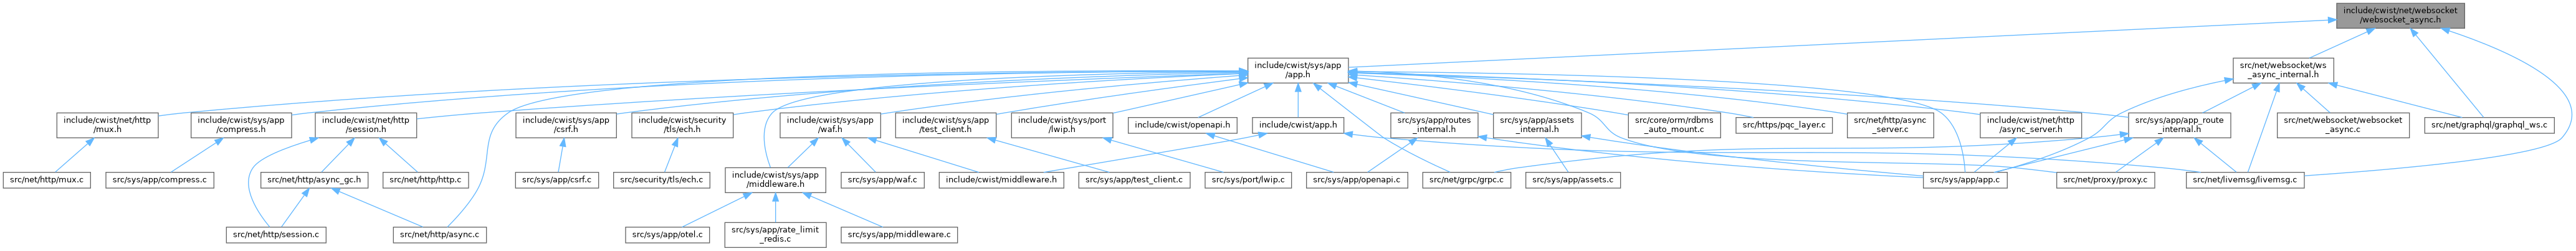 include/cwist/net/websocket
/websocket_async.h
include/cwist/sys/app
/app.h
src/net/websocket/ws
_async_internal.h
include/cwist/net/http
/mux.h
include/cwist/sys/app
/compress.h
include/cwist/net/http
/session.h
include/cwist/sys/app
/csrf.h
include/cwist/security
/tls/ech.h
include/cwist/sys/app
/waf.h
include/cwist/sys/app
/test_client.h
include/cwist/sys/port
/lwip.h
include/cwist/openapi.h
include/cwist/app.h
src/sys/app/routes
_internal.h
src/sys/app/assets
_internal.h
src/core/orm/rdbms
_auto_mount.c
src/https/pqc_layer.c
src/net/http/async
_server.c
include/cwist/net/http
/async_server.h
src/sys/app/app_route
_internal.h
src/net/websocket/websocket
_async.c
src/net/graphql/graphql_ws.c
src/net/http/mux.c
src/sys/app/compress.c
src/net/http/async_gc.h
src/net/http/http.c
src/sys/app/csrf.c
src/security/tls/ech.c
include/cwist/sys/app
/middleware.h
src/sys/app/waf.c
include/cwist/middleware.h
src/sys/app/test_client.c
src/sys/port/lwip.c
src/sys/app/openapi.c
src/net/grpc/grpc.c
src/sys/app/assets.c
src/sys/app/app.c
src/net/proxy/proxy.c
src/net/livemsg/livemsg.c
src/net/http/session.c
src/net/http/async.c
src/sys/app/otel.c
src/sys/app/rate_limit
_redis.c
src/sys/app/middleware.c